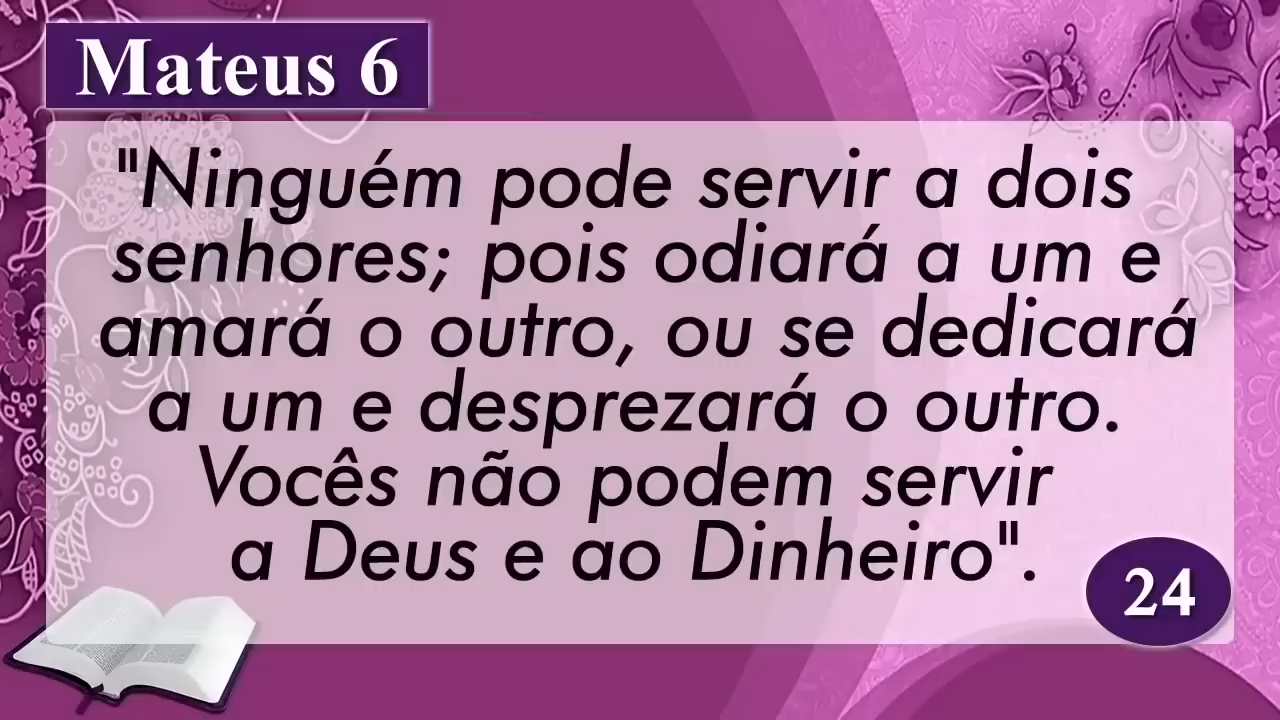 Mateus 6
"Ninguém pode servir a dois
senhores; pois odiará a um e
amará o outro, ou se dedicará
a um e desprezará o outro.
Vocês não podem servir
a Deus e ao Dinheiro".
24